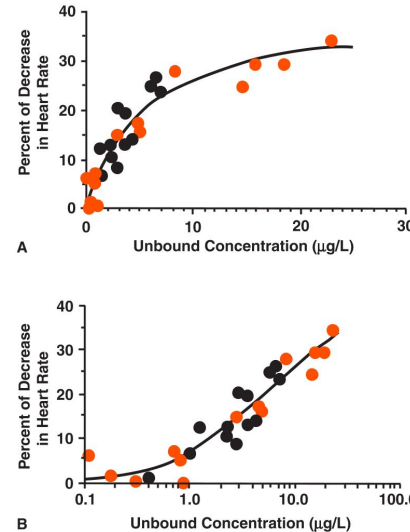 40
30
20
10
0
Percent of Decrease
in Heart Rate
0
10
20
30
A
Unbound Concentration (µg/L)
40
30
20
10
0
Percent of Decrease
in Heart Rate
0.1
1.0
10.0
100.0
B
Unbound Concentration (µg/L)